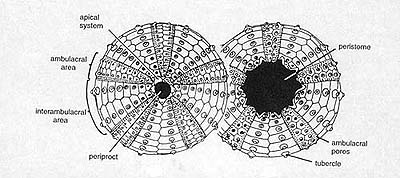 apical
system
ambulacral
area
interambulacral
area
periproct
peristome
ambulacral
pores
tubercle